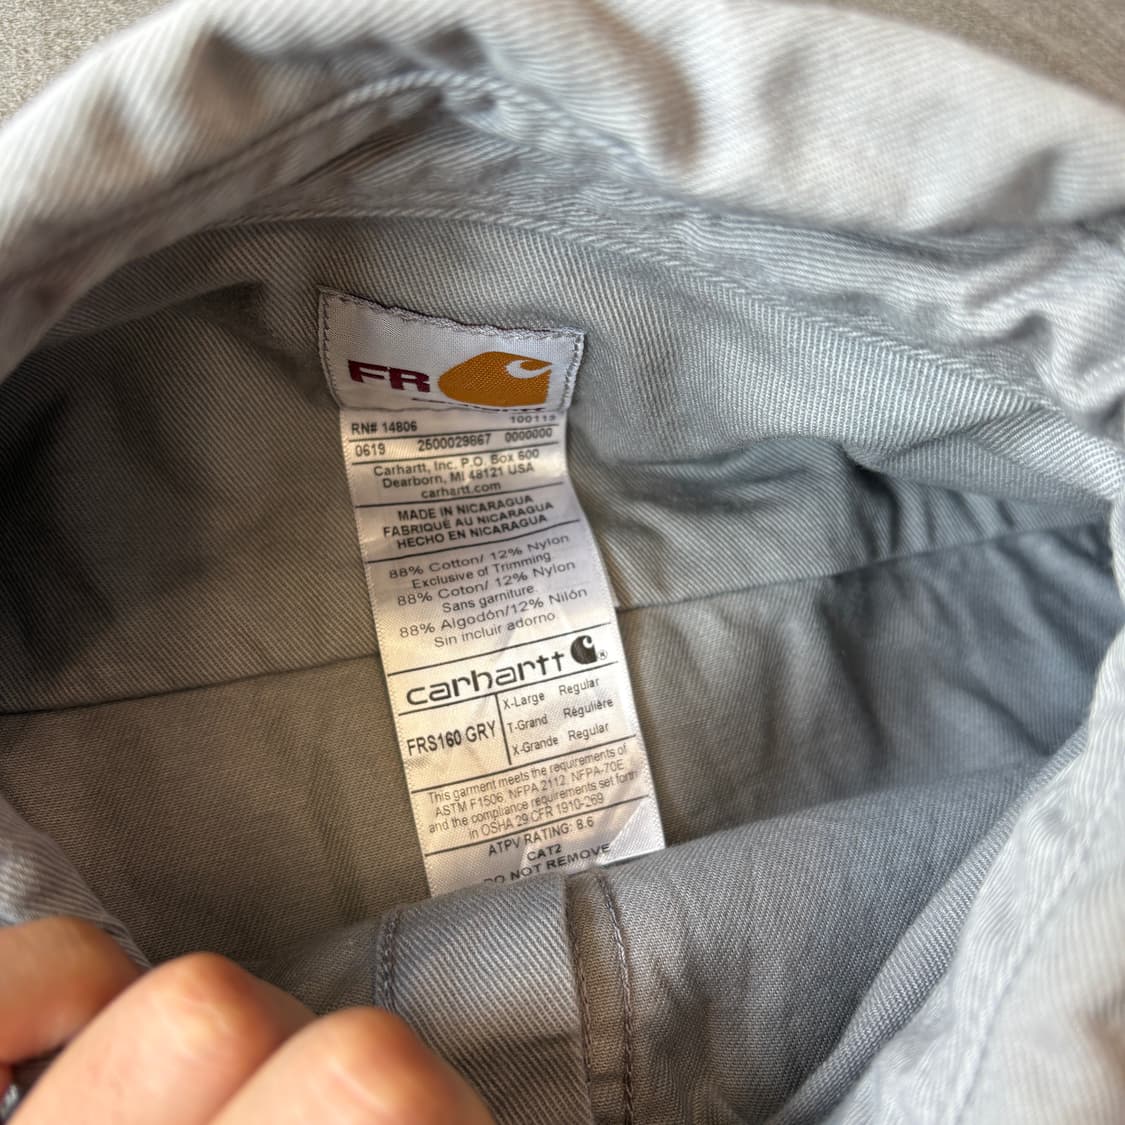 FR
RN# 14806
0619 2500029667 0000000
Carhartt, Inc. P.O. Box 600
Dearborn, MI 48121 USA
carhartt.com
MADE IN NICARAGUA
FABRIQUÉ AU NICARAGUA
HECHO EN NICARAGUA
88% Cotton/ 12% Nylon
Exclusive of Trimming
88% Coton/ 12% Nylon
Sans garniture.
88% Algodón/12% Nilón
Sin incluir adorno
carhartt ®
FRS160 GRY
X-Large Regular
T-Grand Régulière
X-Grande Regular
This garment meets the requirements of
ASTM F1506, NFPA 2112, NFPA-70E
and the compliance requirements set forth
in OSHA 29 CFR 1910-269
ATPV RATING: 8.6
CAT2
DO NOT REMOVE